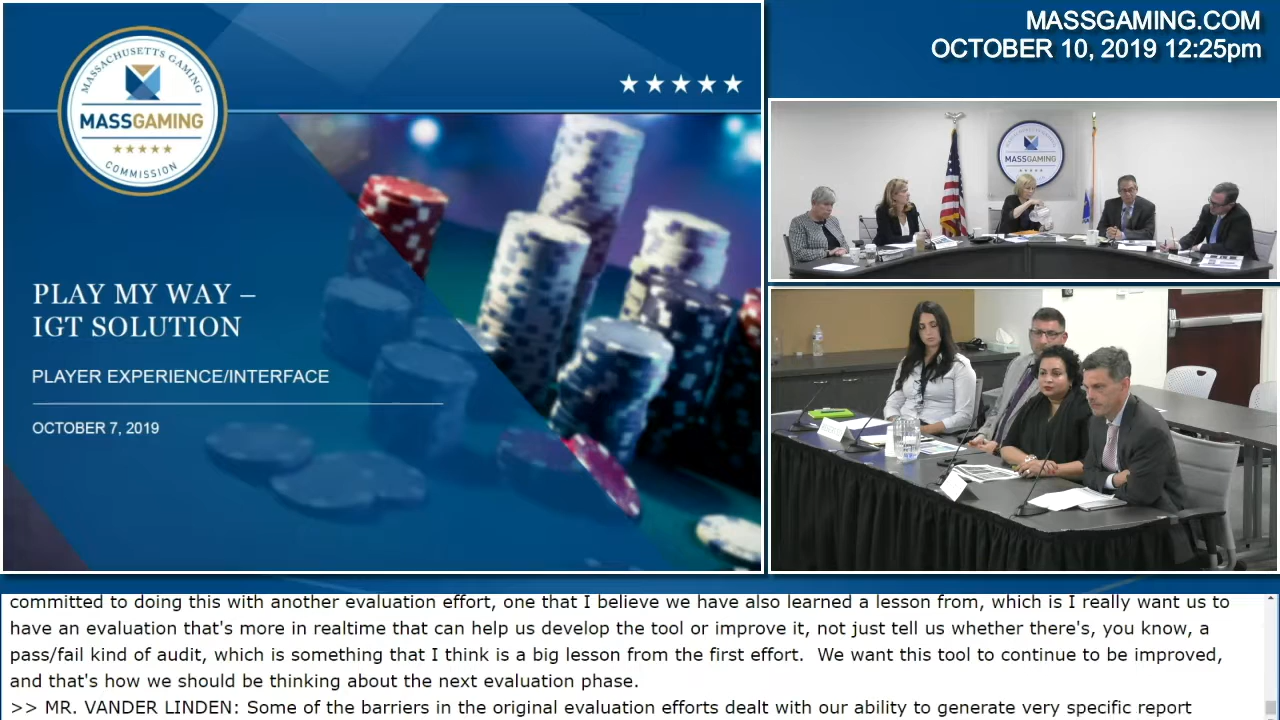 MASSACHUSETTS GAMING
MASSGAMING
COMMISSION
PLAY MY WAY –
IGT SOLUTION
PLAYER EXPERIENCE/INTERFACE
OCTOBER 7, 2019
MASSGAMING.COM
OCTOBER 10, 2019 12:25pm
MASSGAMING
committed to doing this with another evaluation effort, one that I believe we have also learned a lesson from, which is I really want us to
have an evaluation that's more in realtime that can help us develop the tool or improve it, not just tell us whether there's, you know, a
pass/fail kind of audit, which is something that I think is a big lesson from the first effort.  We want this tool to continue to be improved,
and that's how we should be thinking about the next evaluation phase.
>> MR. VANDER LINDEN: Some of the barriers in the original evaluation efforts dealt with our ability to generate very specific report